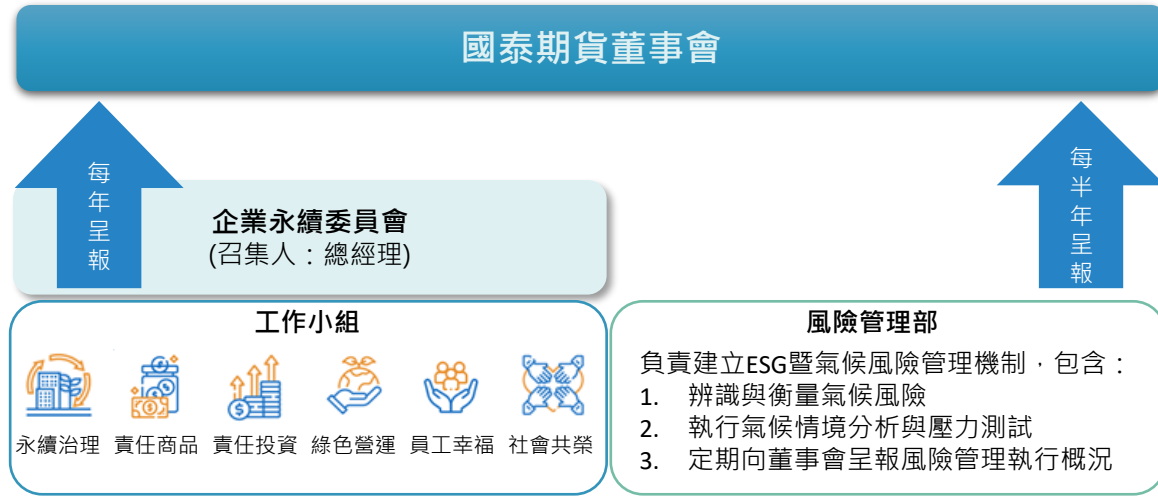 國泰期貨董事會
每年呈報
每半年呈報
企業永續委員會
(召集人：總經理)
工作小組
永續治理 責任商品 責任投資 綠色營運 員工幸福 社會共榮
風險管理部
負責建立ESG暨氣候風險管理機制，包含：
1. 辨識與衡量氣候風險
2. 執行氣候情境分析與壓力測試
3. 定期向董事會呈報風險管理執行概況